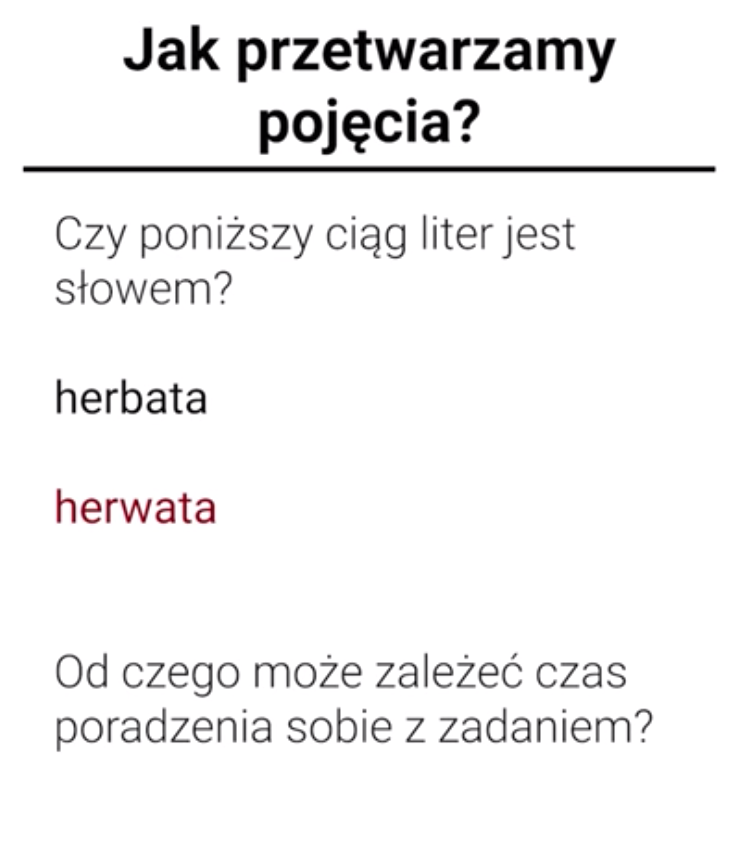 Jak przetwarzamy
pojęcia?
Czy poniższy ciąg liter jest
słowem?
herbata
herwata
Od czego może zależeć czas
poradzenia sobie z zadaniem?